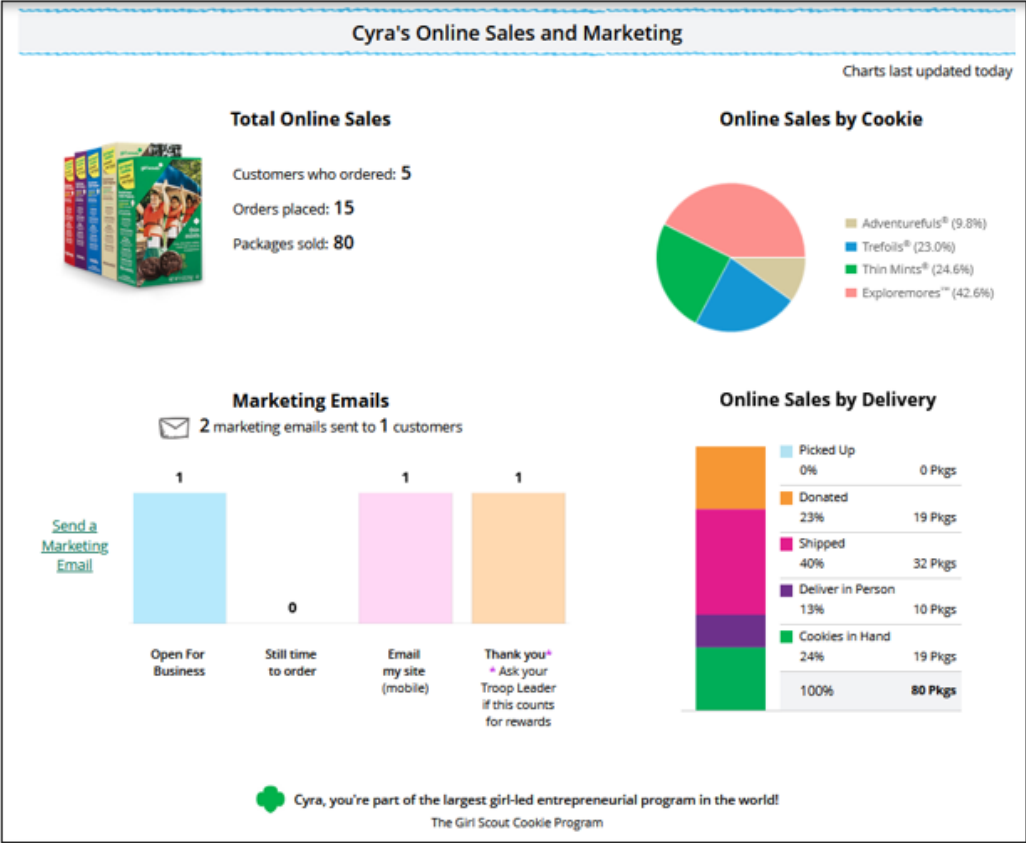 Cyra's Online Sales and Marketing
Charts last updated today
Total Online Sales
Customers who ordered: 5
Orders placed: 15
Packages sold: 80
Online Sales by Cookie
Adventurefuls® (9.8%)
Trefoils® (23.0%)
Thin Mints® (24.6%)
Exploremores™ (42.6%)
Marketing Emails
2 marketing emails sent to 1 customers
Send a
Marketing
Email
1
0
1
1
Open For
Business
Still time
to order
Email
my site
(mobile)
Thank you*
* Ask your
Troop Leader
if this counts
for rewards
Online Sales by Delivery
Picked Up
0% 0 Pkgs
Donated
23% 19 Pkgs
Shipped
40% 32 Pkgs
Deliver in Person
13% 10 Pkgs
Cookies in Hand
24% 19 Pkgs
100% 80 Pkgs
Cyra, you're part of the largest girl-led entrepreneurial program in the world!
The Girl Scout Cookie Program